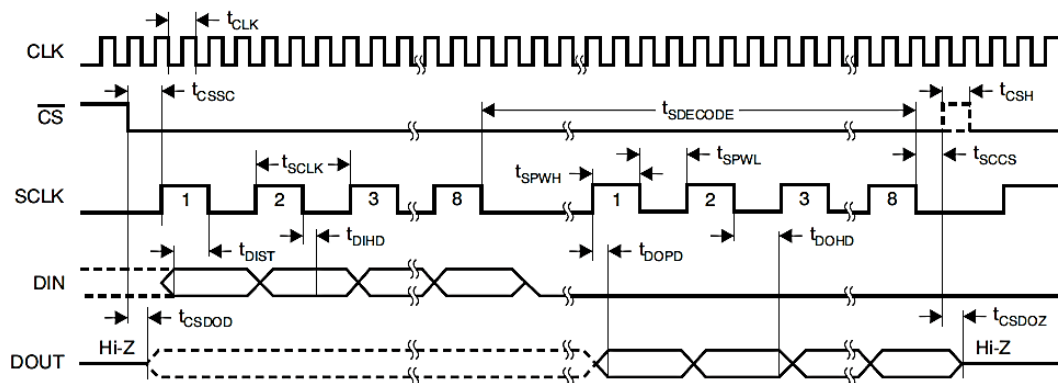 tCLK
CLK
tCSSC
tCSH
CS
tSDECODE
tSCLK
tSPWH
tSPWL
tSCCS
SCLK
1 2 3 8 1 2 3 8
tDIST
tDIHD
tDOPD
tDOHD
DIN
tCSDOD
tCSDOZ
Hi-Z
Hi-Z
DOUT